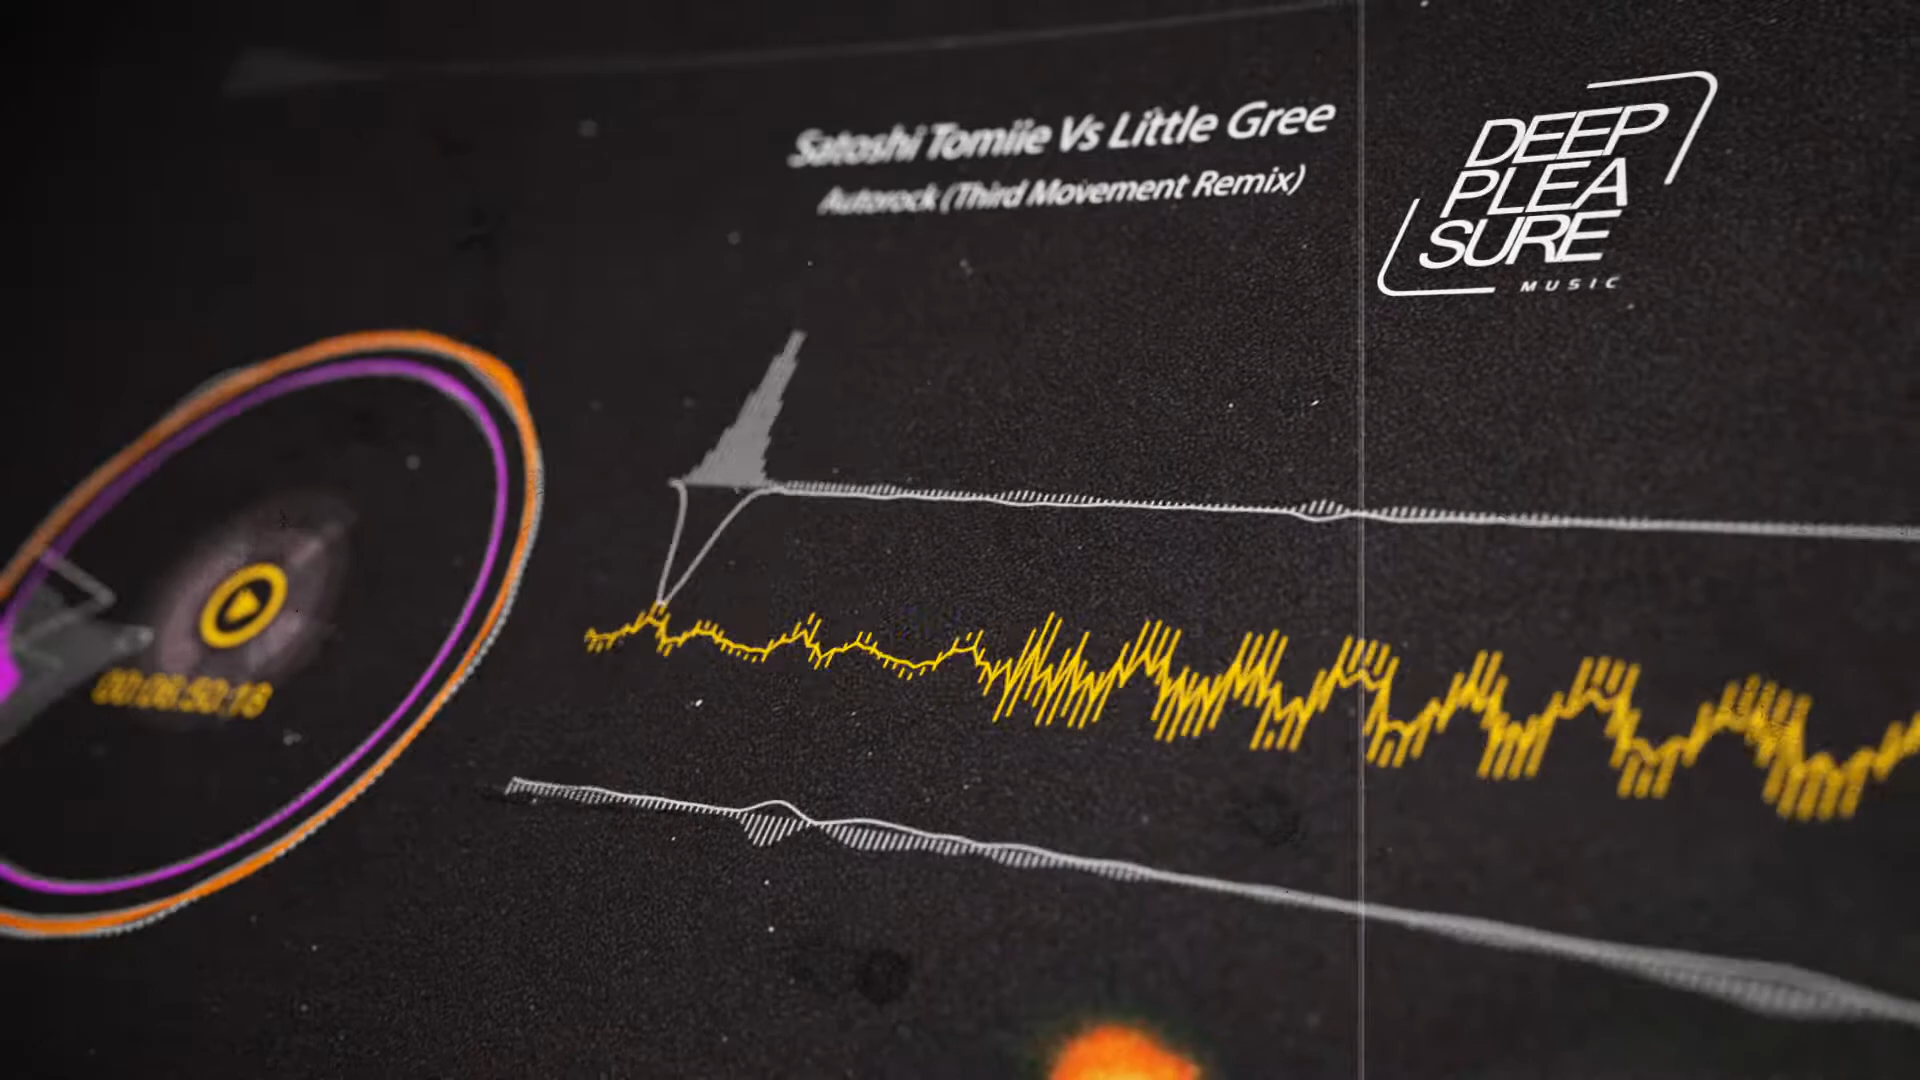 Satoshi Tomiie Vs Little Gree
Autorock (Third Movement Remix)
DEEP
PLEA
SURE
MUSIC
00:06:50:18